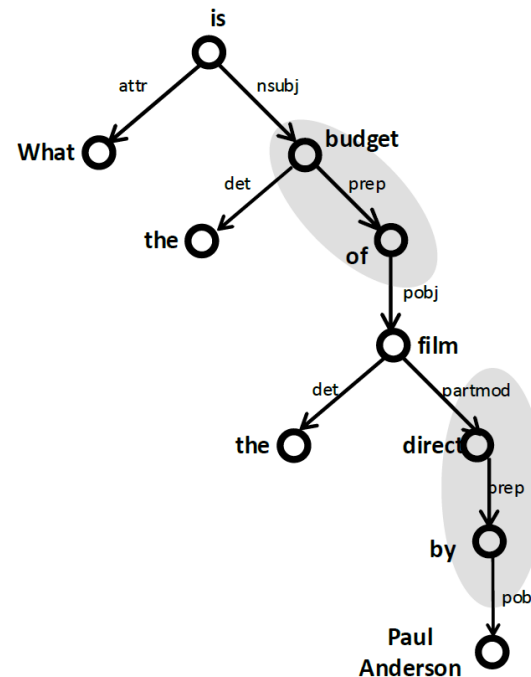 is
attr
nsubj
What
budget
det
prep
the
of
pobj
film
det
partmod
the
direct
prep
by
pob
Paul
Anderson